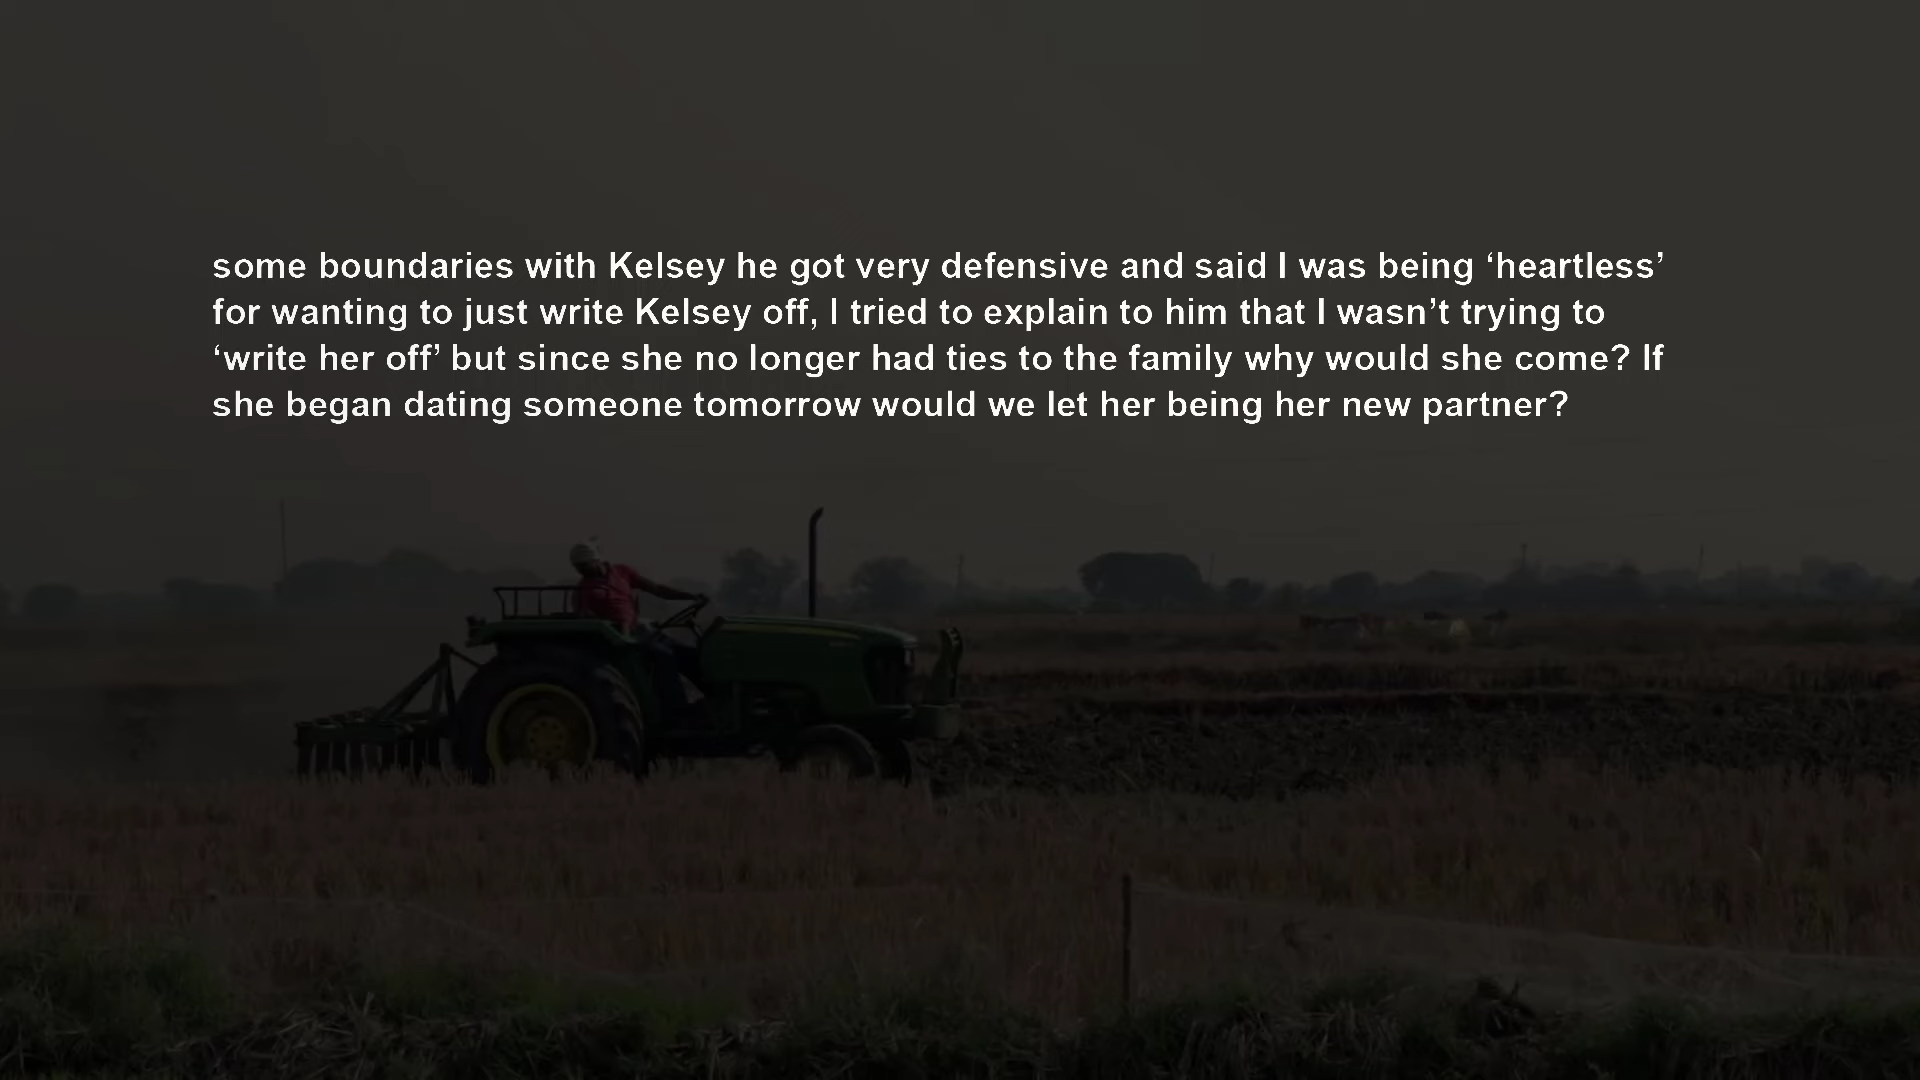 some boundaries with Kelsey he got very defensive and said I was being ‘heartless’
for wanting to just write Kelsey off, I tried to explain to him that I wasn’t trying to
‘write her off’ but since she no longer had ties to the family why would she come? If
she began dating someone tomorrow would we let her being her new partner?